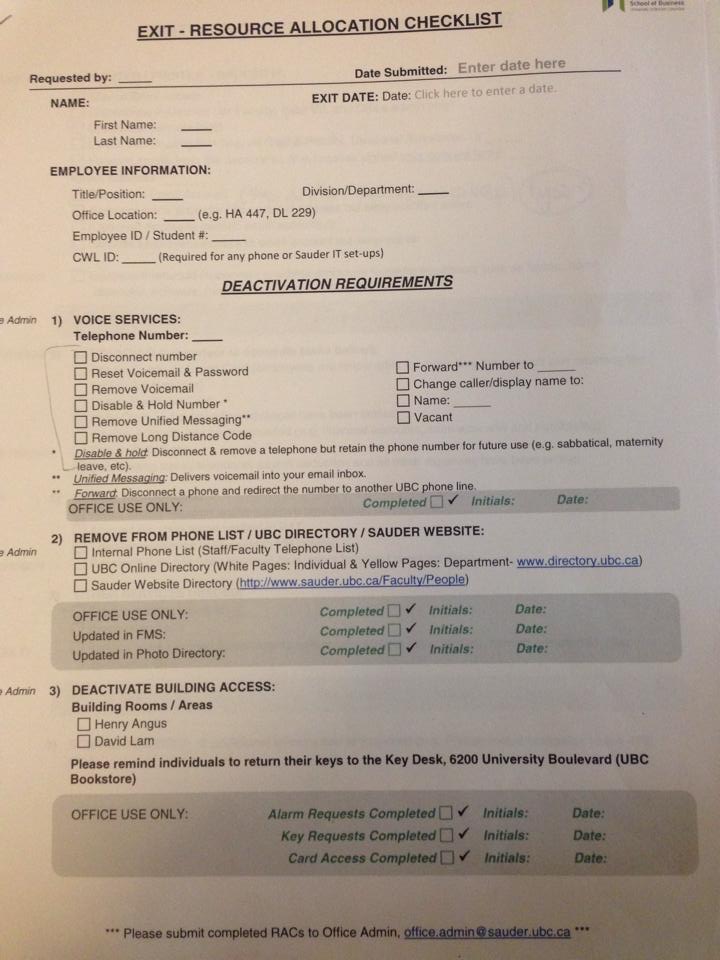 School of Business
EXIT - RESOURCE ALLOCATION CHECKLIST
Requested by: _____ Date Submitted: Enter date here
NAME: EXIT DATE: Date: Click here to enter a date.
First Name: _____
Last Name: _____
EMPLOYEE INFORMATION:
Title/Position: _____ Division/Department: _____
Office Location: _____ (e.g. HA 447, DL 229)
Employee ID / Student #: _____
CWL ID: _____ (Required for any phone or Sauder IT set-ups)
DEACTIVATION REQUIREMENTS
e Admin 1) VOICE SERVICES:
Telephone Number: _____
☐ Disconnect number
☐ Reset Voicemail & Password ☐ Forward*** Number to _____
☐ Remove Voicemail ☐ Change caller/display name to:
☐ Disable & Hold Number * ☐ Name: _____
☐ Remove Unified Messaging** ☐ Vacant
☐ Remove Long Distance Code
* Disable & hold: Disconnect & remove a telephone but retain the phone number for future use (e.g. sabbatical, maternity
leave, etc).
** Unified Messaging: Delivers voicemail into your email inbox.
** Forward: Disconnect a phone and redirect the number to another UBC phone line.
OFFICE USE ONLY: Completed ☐ ✓ Initials: Date:
e Admin 2) REMOVE FROM PHONE LIST / UBC DIRECTORY / SAUDER WEBSITE:
☐ Internal Phone List (Staff/Faculty Telephone List)
☐ UBC Online Directory (White Pages: Individual & Yellow Pages: Department- www.directory.ubc.ca)
☐ Sauder Website Directory (http://www.sauder.ubc.ca/Faculty/People)
OFFICE USE ONLY: Completed ☐ ✓ Initials: Date:
Updated in FMS: Completed ☐ ✓ Initials: Date:
Updated in Photo Directory: Completed ☐ ✓ Initials: Date:
e Admin 3) DEACTIVATE BUILDING ACCESS:
Building Rooms / Areas
☐ Henry Angus
☐ David Lam
Please remind individuals to return their keys to the Key Desk, 6200 University Boulevard (UBC
Bookstore)
OFFICE USE ONLY: Alarm Requests Completed ☐ ✓ Initials: Date:
Key Requests Completed ☐ ✓ Initials: Date:
Card Access Completed ☐ ✓ Initials: Date:
*** Please submit completed RACs to Office Admin, office.admin@sauder.ubc.ca ***